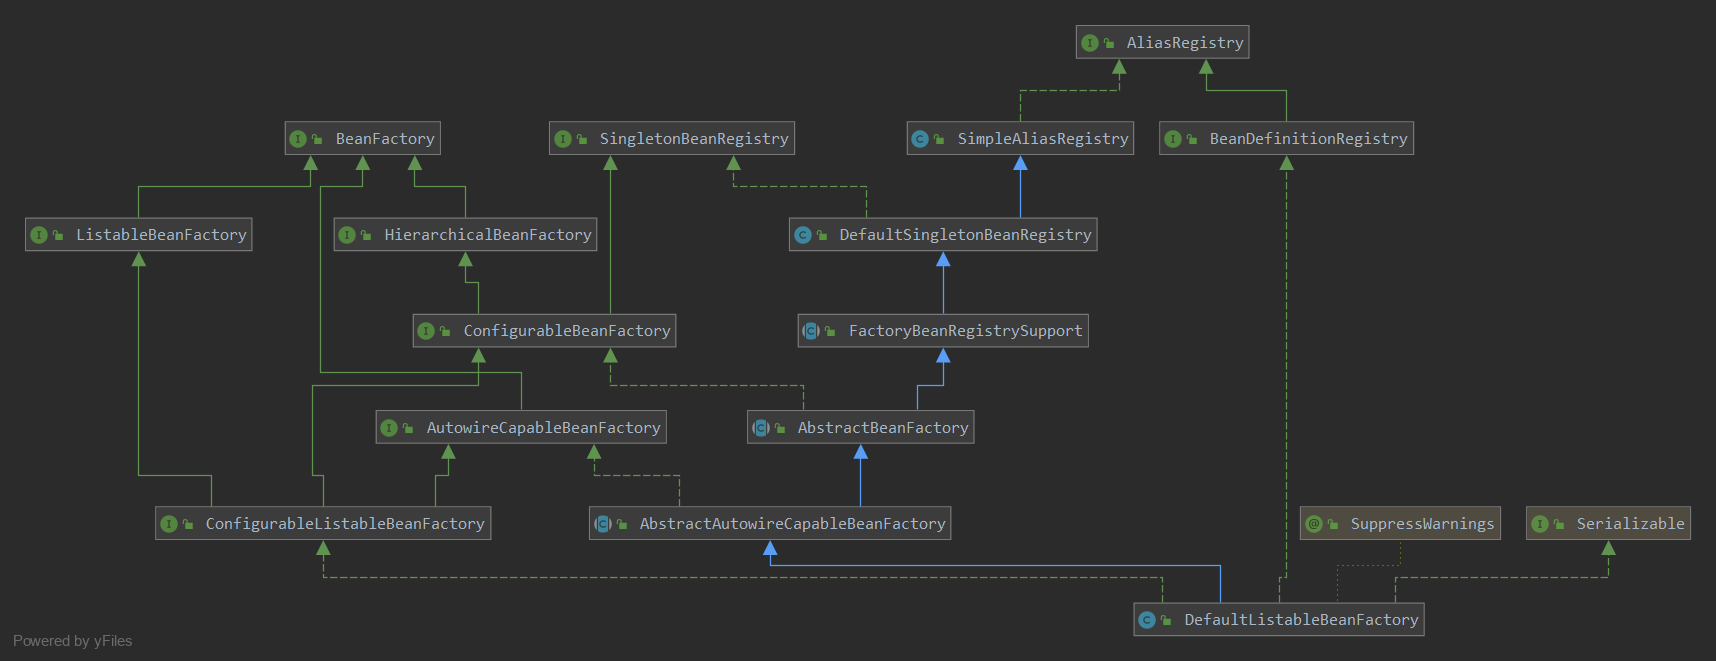 AliasRegistry
BeanFactory
SingletonBeanRegistry
SimpleAliasRegistry
BeanDefinitionRegistry
ListableBeanFactory
HierarchicalBeanFactory
DefaultSingletonBeanRegistry
ConfigurableBeanFactory
FactoryBeanRegistrySupport
AutowireCapableBeanFactory
AbstractBeanFactory
ConfigurableListableBeanFactory
AbstractAutowireCapableBeanFactory
SuppressWarnings
Serializable
DefaultListableBeanFactory
Powered by yFiles